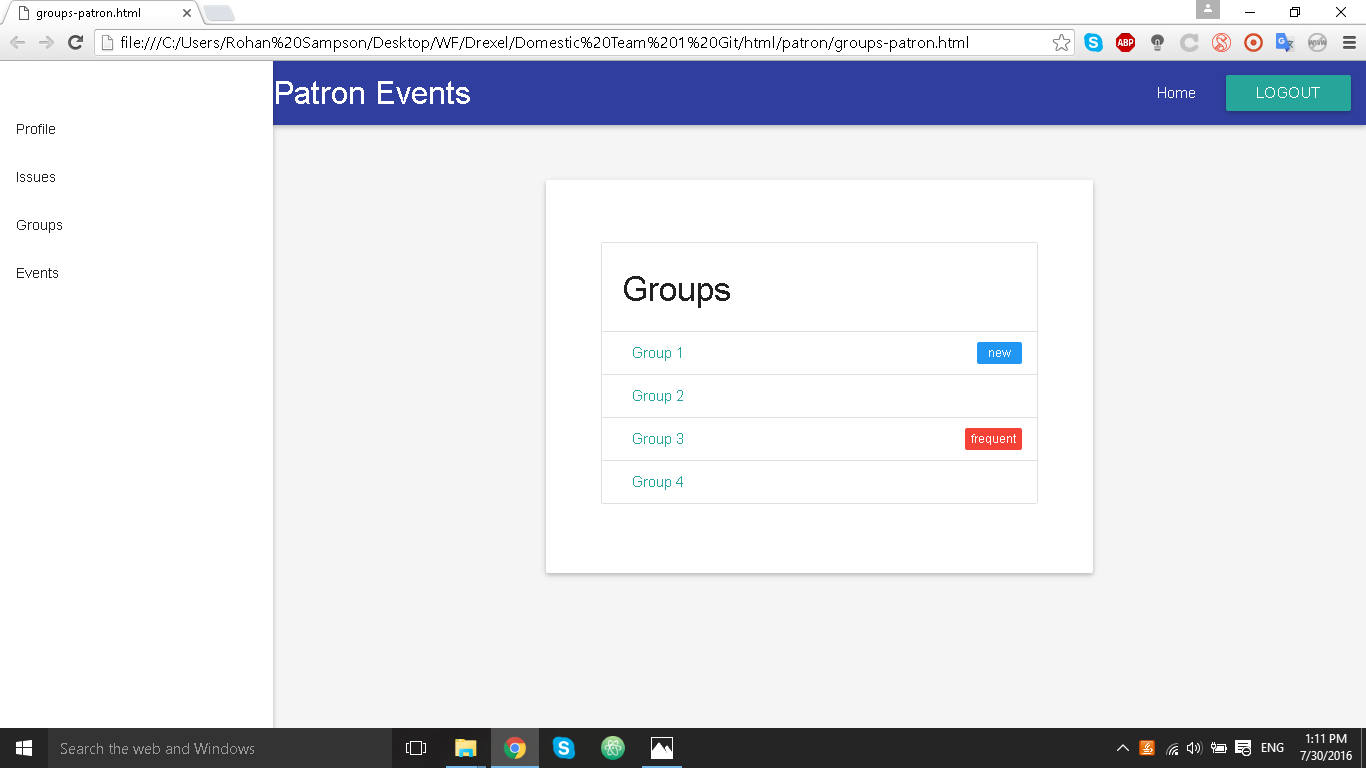 groups-patron.html
file:///C:/Users/Rohan%20Sampson/Desktop/WF/Drexel/Domastic%20Team%201%20Git/html/patron/groups-patron.html
ABP
Patron Events
Home
LOGOUT
Profile
Issues
Groups
Events
Groups
Group 1
new
Group 2
Group 3
frequent
Group 4
Search the web and Windows
ENG
1:11 PM
7/30/2016